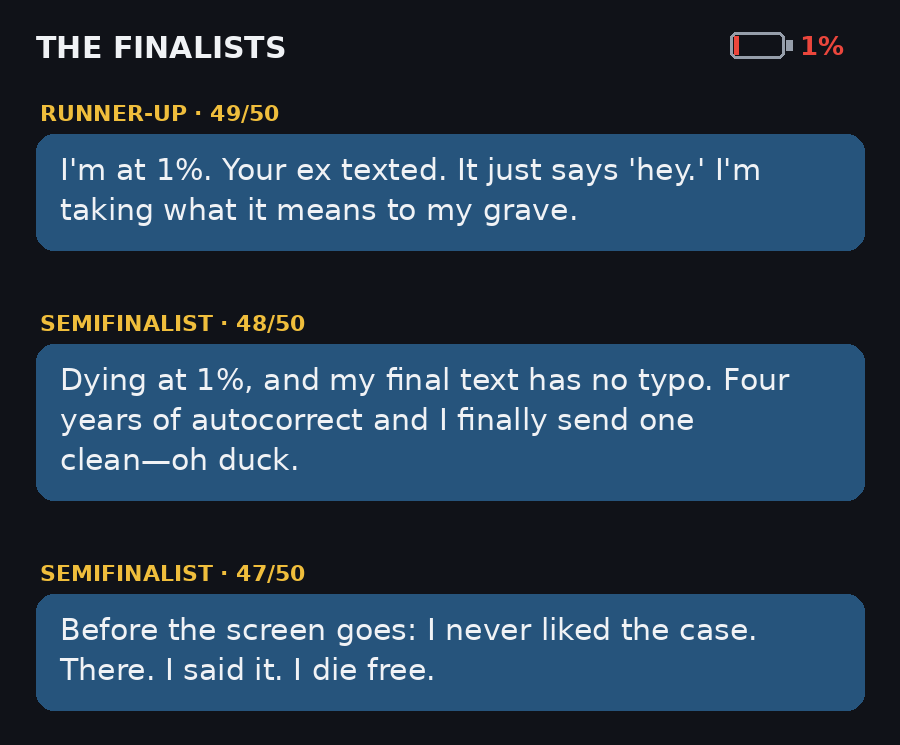 THE FINALISTS
1%
RUNNER-UP · 49/50
I'm at 1%. Your ex texted. It just says 'hey.' I'm
taking what it means to my grave.
SEMIFINALIST · 48/50
Dying at 1%, and my final text has no typo. Four
years of autocorrect and I finally send one
clean—oh duck.
SEMIFINALIST · 47/50
Before the screen goes: I never liked the case.
There. I said it. I die free.